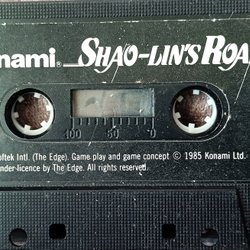 onami® SHAO-LIN'S ROA
100 50 0
oftek Intl. (The Edge). Game play and game concept © 1985 Konami Ltd.
nder-licence by The Edge. All rights reserved.